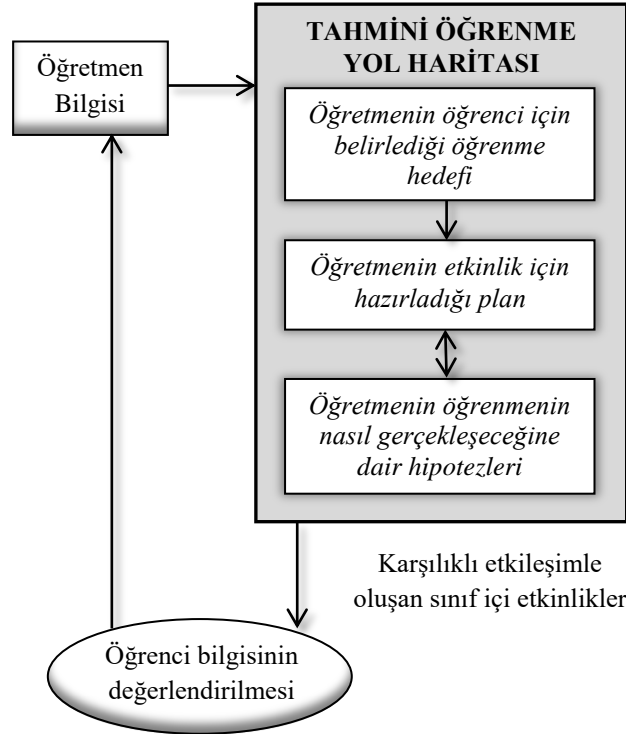 Öğretmen
Bilgisi
TAHMİNİ ÖĞRENME
YOL HARİTASI
Öğretmenin öğrenci için
belirlediği öğrenme
hedefi
Öğretmenin etkinlik için
hazırladığı plan
Öğretmenin öğrenmenin
nasıl gerçekleşeceğine
dair hipotezleri
Karşılıklı etkileşimle
oluşan sınıf içi etkinlikler
Öğrenci bilgisinin
değerlendirilmesi